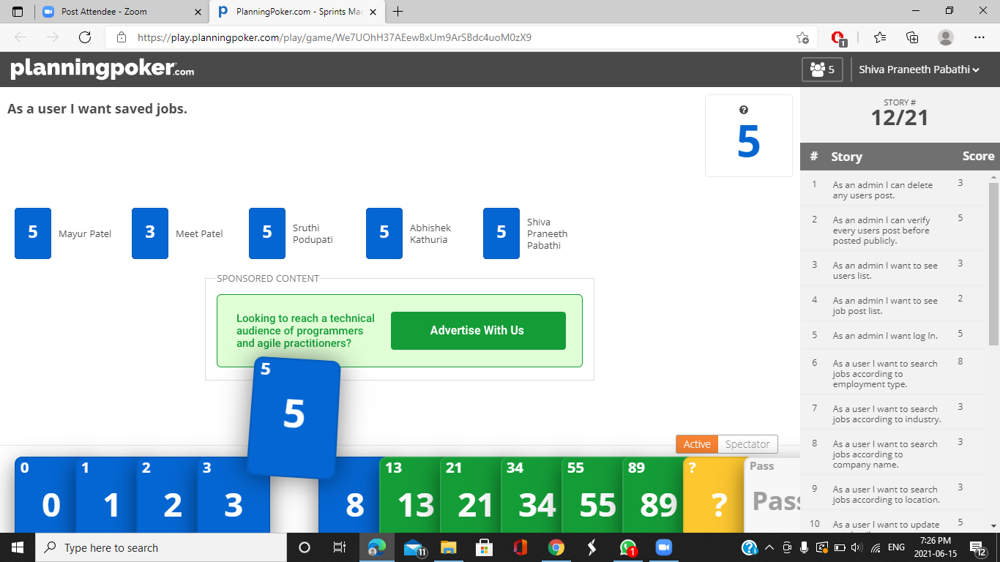 Post Attendee - Zoom
PlanningPoker.com - Sprints Mac
https://play.planningpoker.com/play/game/We7UOhH37AEewBxUm9ArSBdc4uoM0zX9
1
planningpoker.com
5
Shiva Praneeth Pabathi
As a user I want saved jobs.
?
5
STORY #
12/21
# Story Score
1 As an admin I can delete 3
any users post.
2 As an admin I can verify 5
every users post before
posted publicly.
3 As an admin I want to see 3
users list.
4 As an admin I want to see 2
job post list.
5 As an admin I want log In. 5
6 As a user I want to search 8
jobs according to
employment type.
7 As a user I want to search 3
jobs according to industry.
8 As a user I want to search 3
jobs according to
company name.
9 As a user I want to search 3
jobs according to location.
10 As a user I want to update 5
5 Mayur Patel
3 Meet Patel
5 Sruthi
Podupati
5 Abhishek
Kathuria
5 Shiva
Praneeth
Pabathi
SPONSORED CONTENT
Looking to reach a technical
audience of programmers
and agile practitioners?
Advertise With Us
Active Spectator
0
0
1
1
2
2
3
3
5
5
8
13
13
21
21
34
34
55
55
89
89
?
?
Pass
Pass
Type here to search
11
1
ENG
7:26 PM
2021-06-15
12